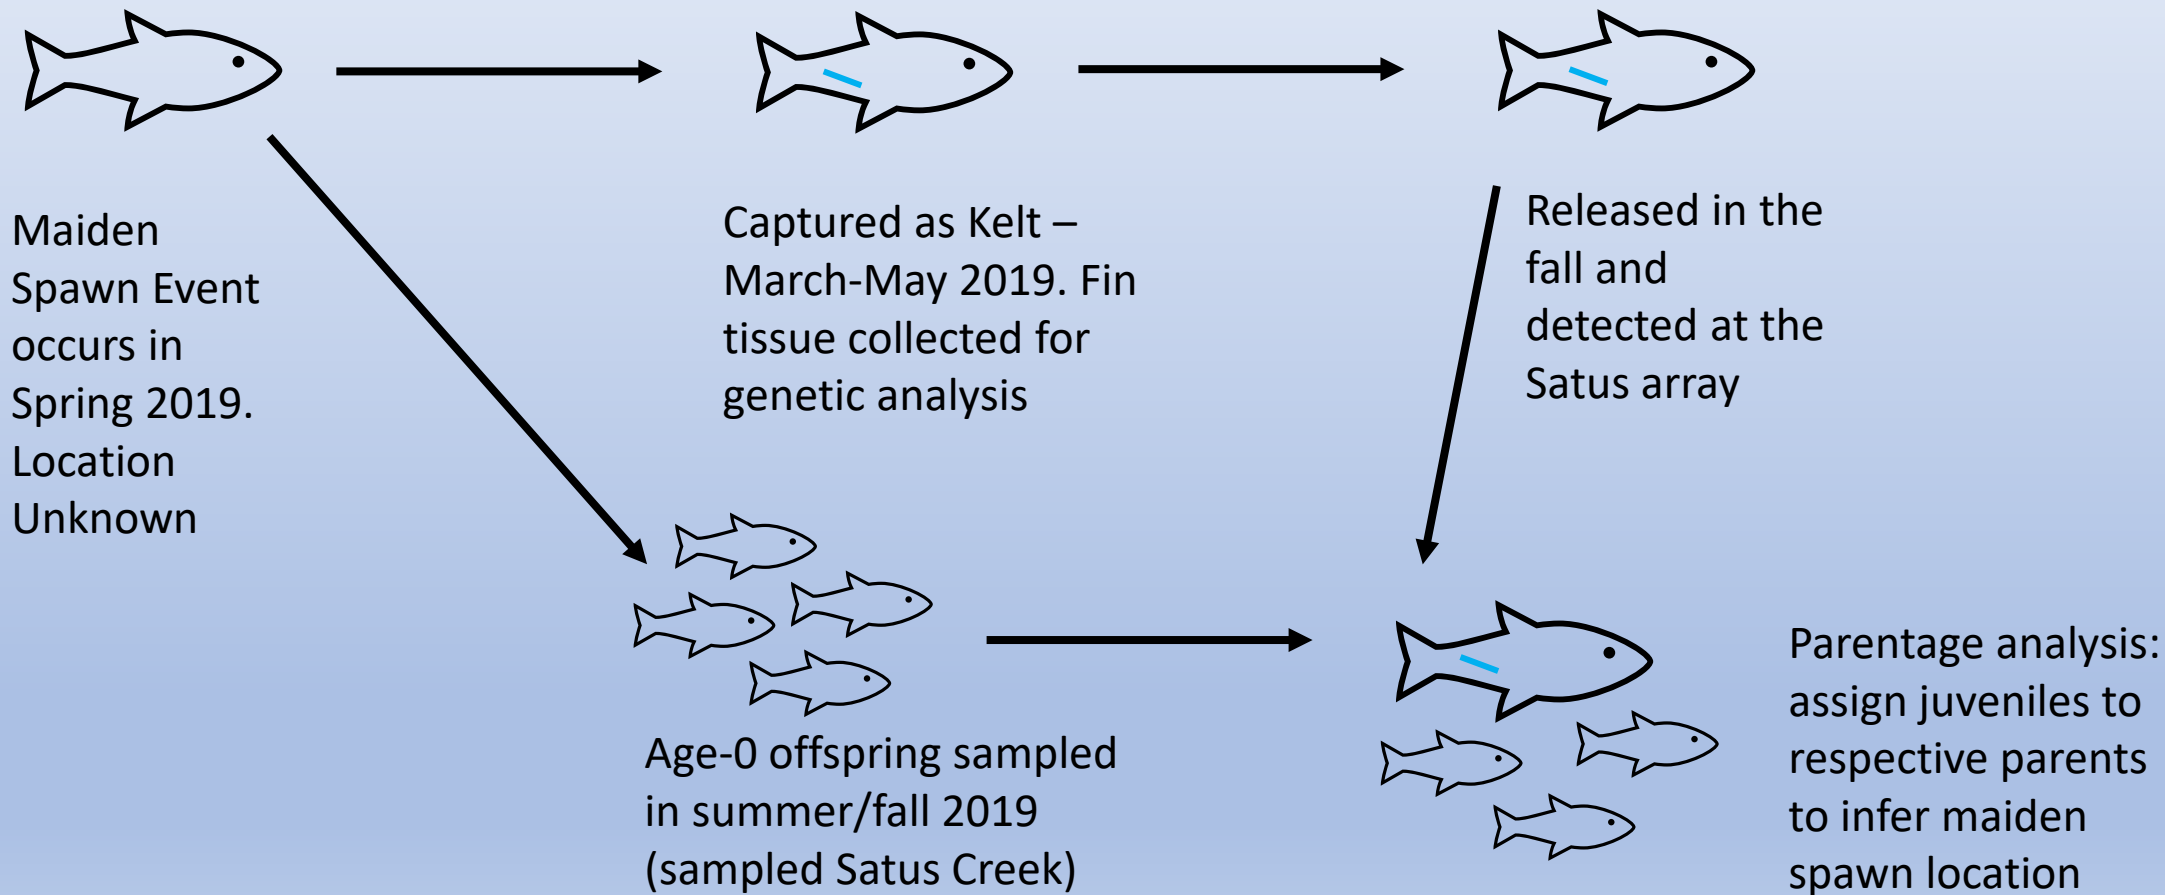 Maiden
Spawn Event
occurs in
Spring 2019.
Location
Unknown
Captured as Kelt –
March-May 2019. Fin
tissue collected for
genetic analysis
Released in the
fall and
detected at the
Satus array
Age-0 offspring sampled
in summer/fall 2019
(sampled Satus Creek)
Parentage analysis:
assign juveniles to
respective parents
to infer maiden
spawn location